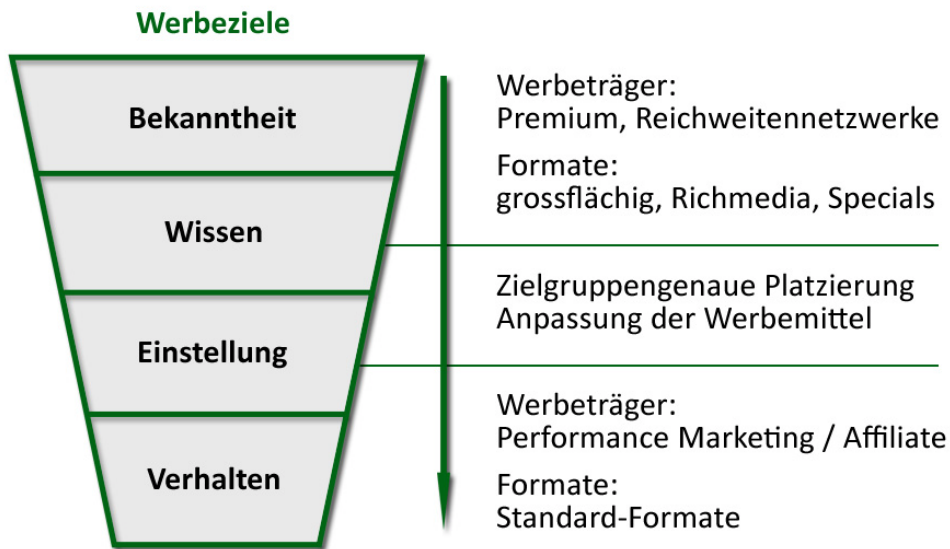 Werbeziele
Bekanntheit
Wissen
Einstellung
Verhalten
Werbeträger:
Premium, Reichweitennetzwerke
Formate:
grossflächig, Richmedia, Specials
Zielgruppengenaue Platzierung
Anpassung der Werbemittel
Werbeträger:
Performance Marketing / Affiliate
Formate:
Standard-Formate